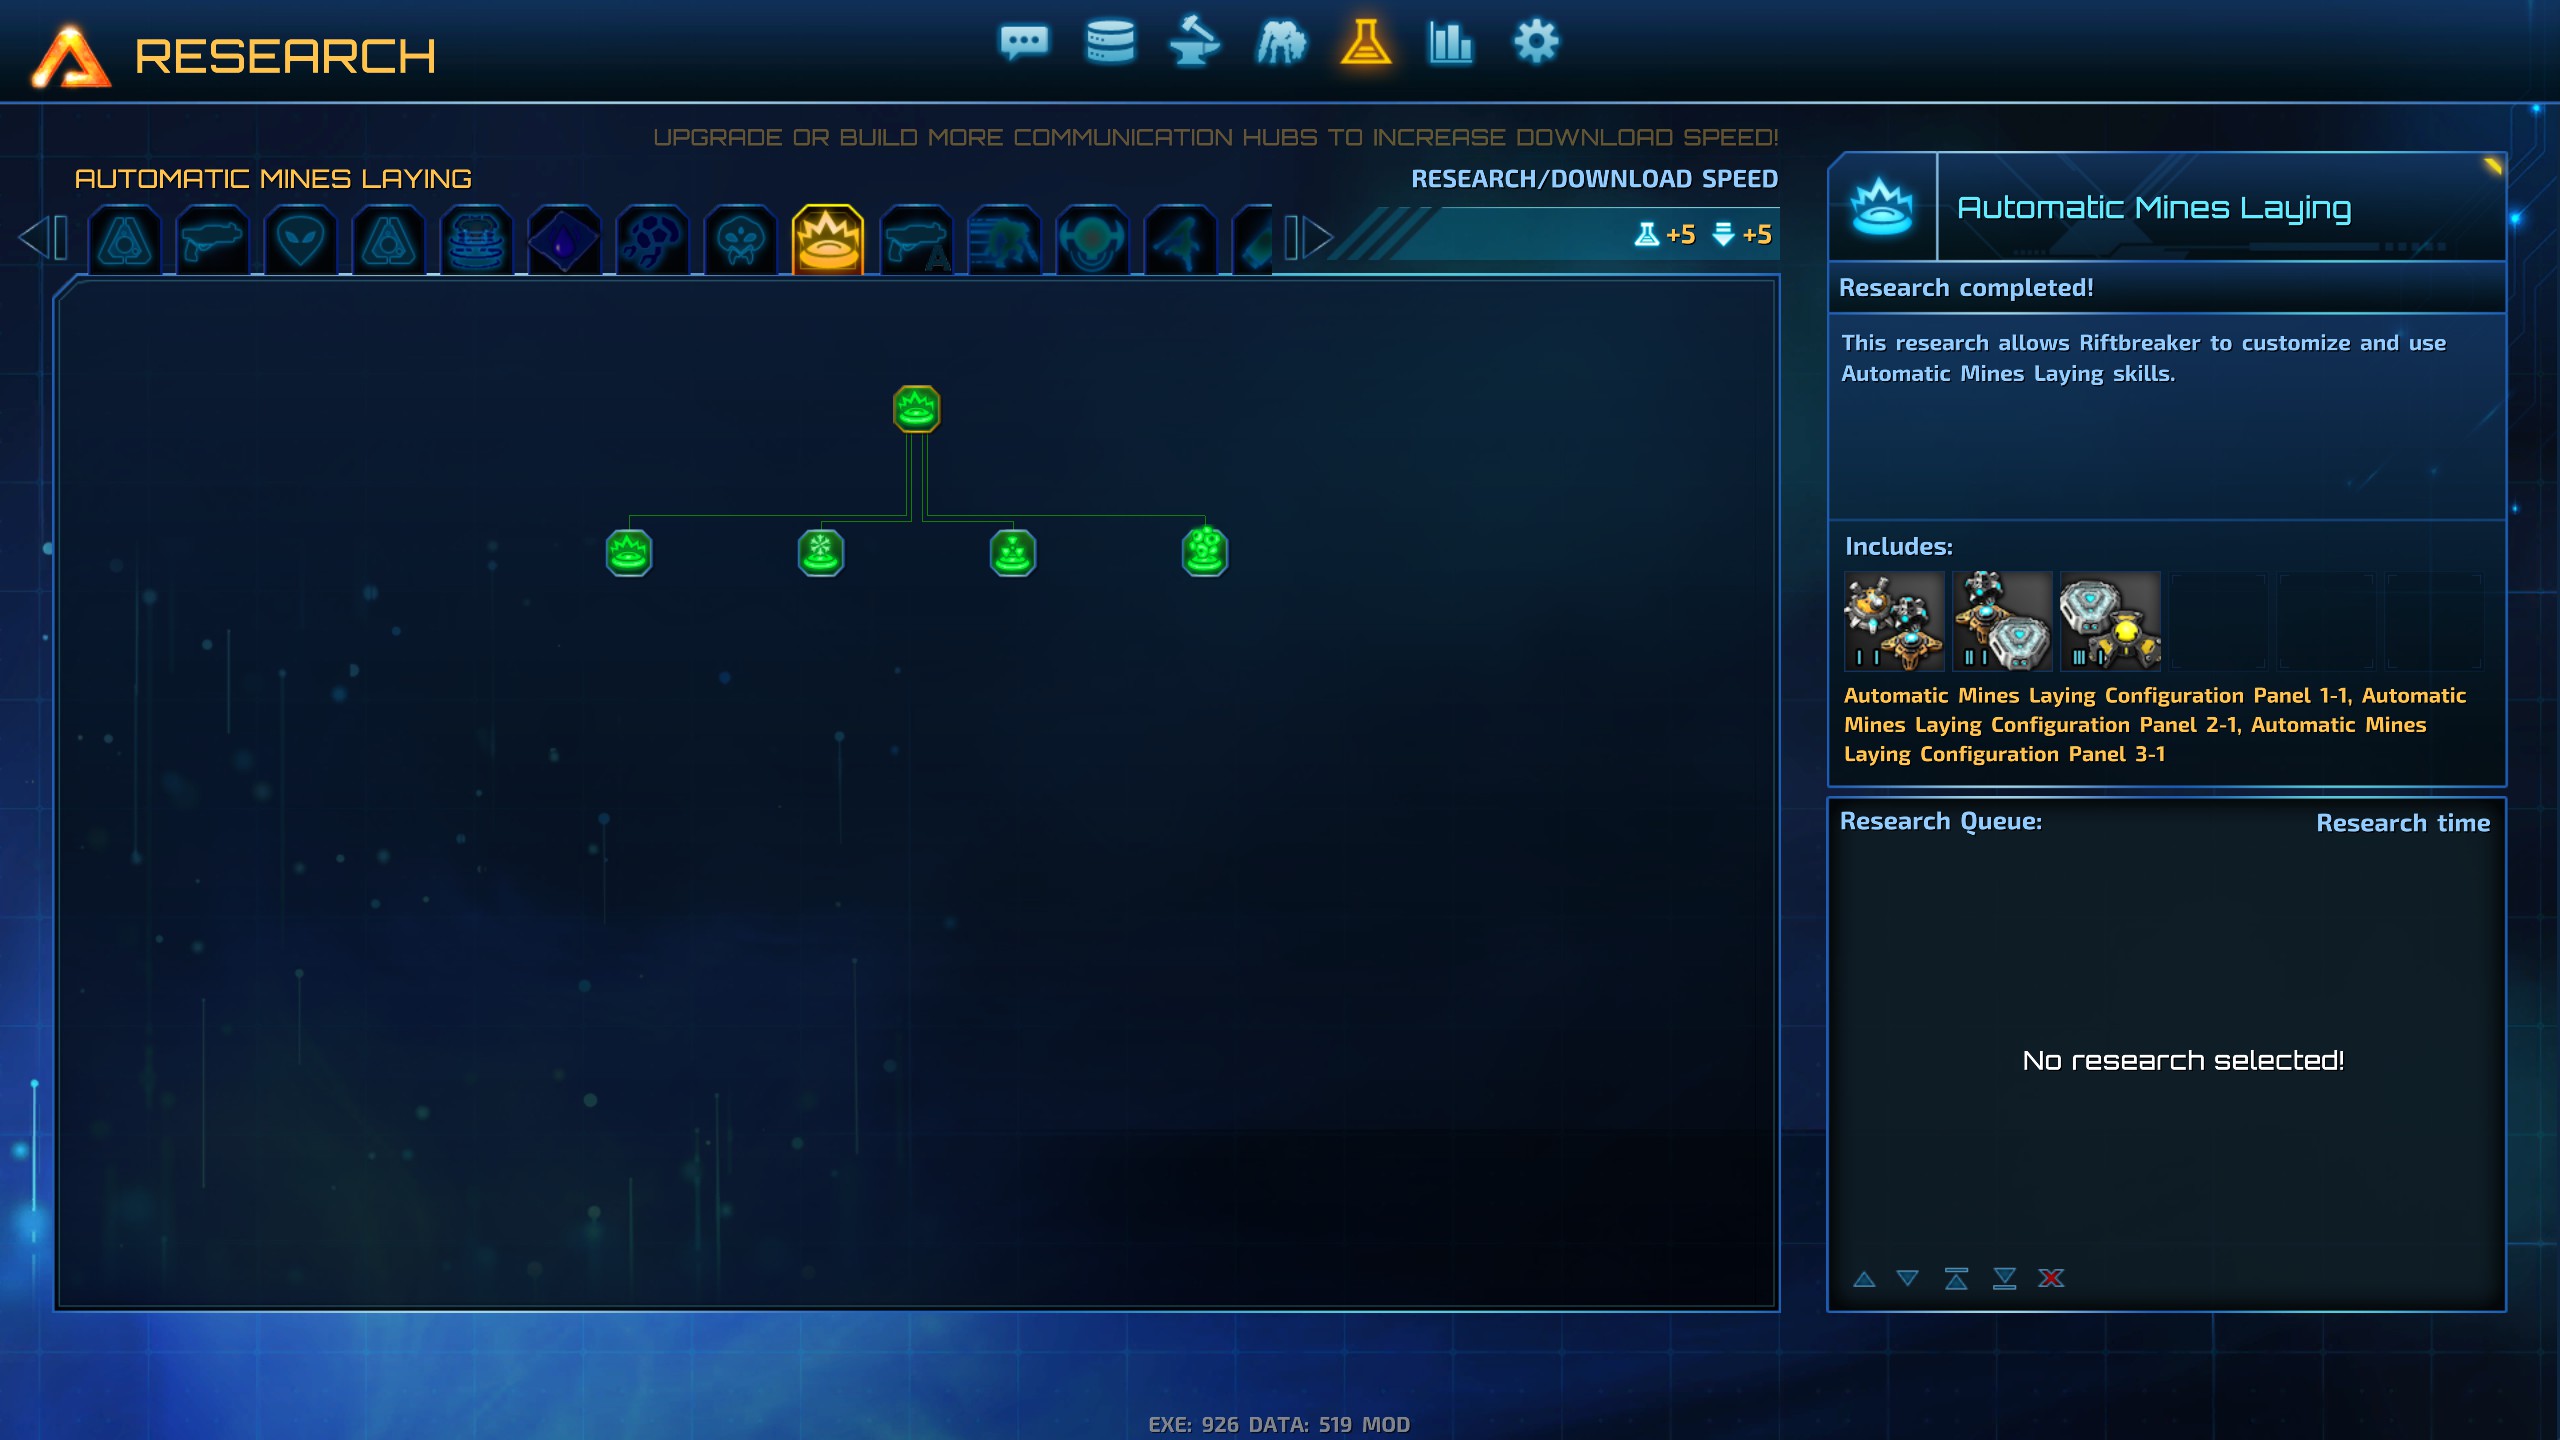 RESEARCH
UPGRADE OR BUILD MORE COMMUNICATION HUBS TO INCREASE DOWNLOAD SPEED!
AUTOMATIC MINES LAYING
RESEARCH/DOWNLOAD SPEED
+5 +5
Automatic Mines Laying
Research completed!
This research allows Riftbreaker to customize and use
Automatic Mines Laying skills.
Includes:
I I
II I
III I
Automatic Mines Laying Configuration Panel 1-1, Automatic
Mines Laying Configuration Panel 2-1, Automatic Mines
Laying Configuration Panel 3-1
Research Queue:
Research time
No research selected!
EXE: 926 DATA: 519 MOD